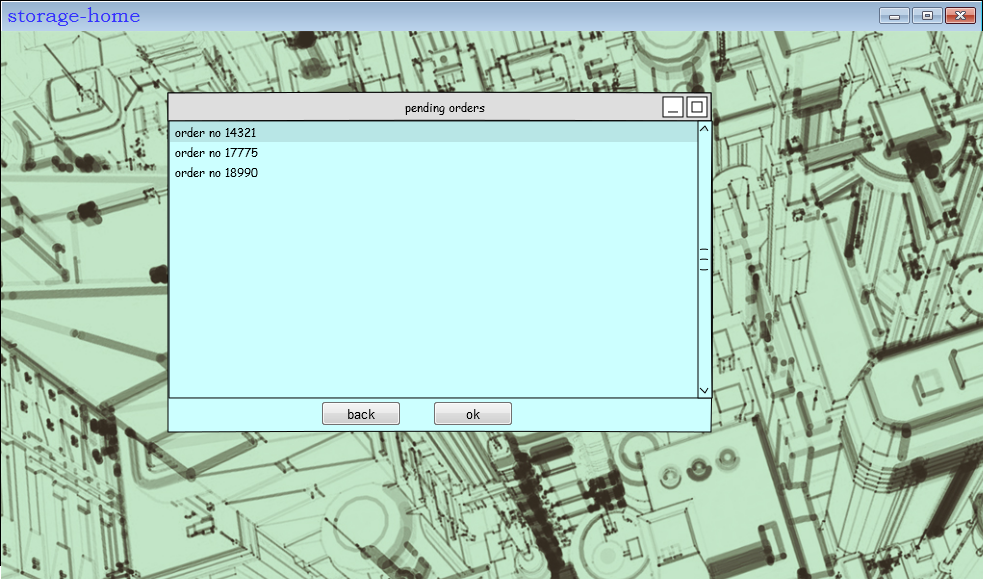 storage-home
pending orders
order no 14321
order no 17775
order no 18990
back ok